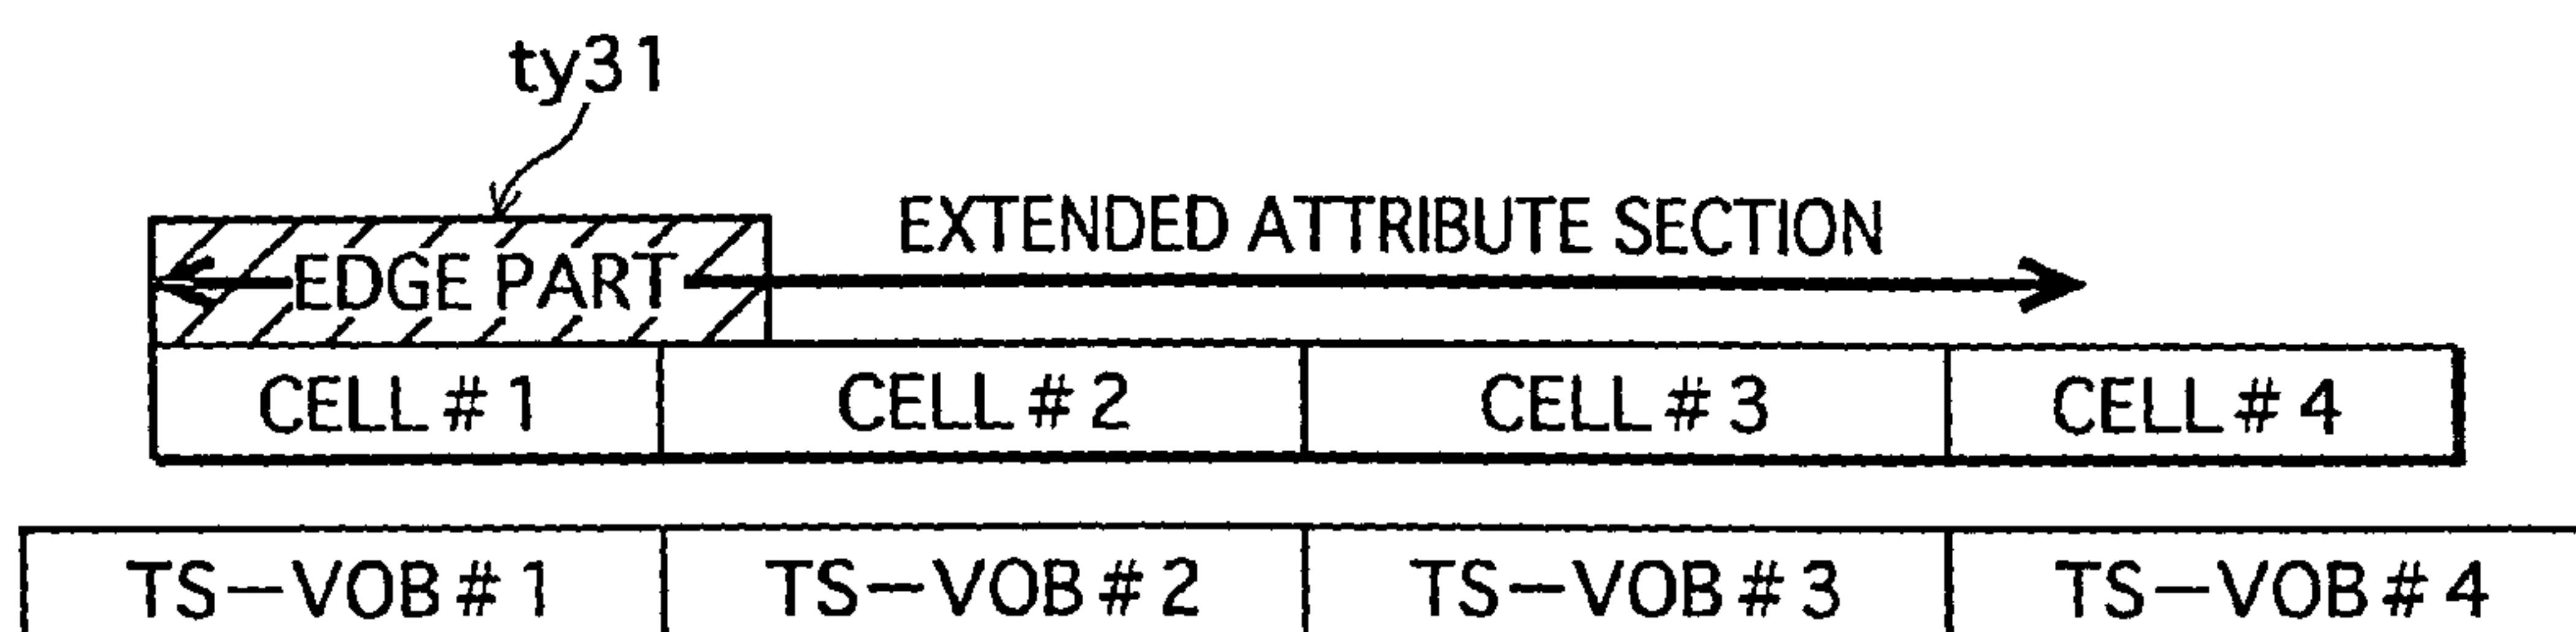 ty31
EXTENDED ATTRIBUTE SECTION
EDGE PART
CELL#1 CELL#2 CELL#3 CELL#4
TS-VOB#1 TS-VOB#2 TS-VOB#3 TS-VOB#4